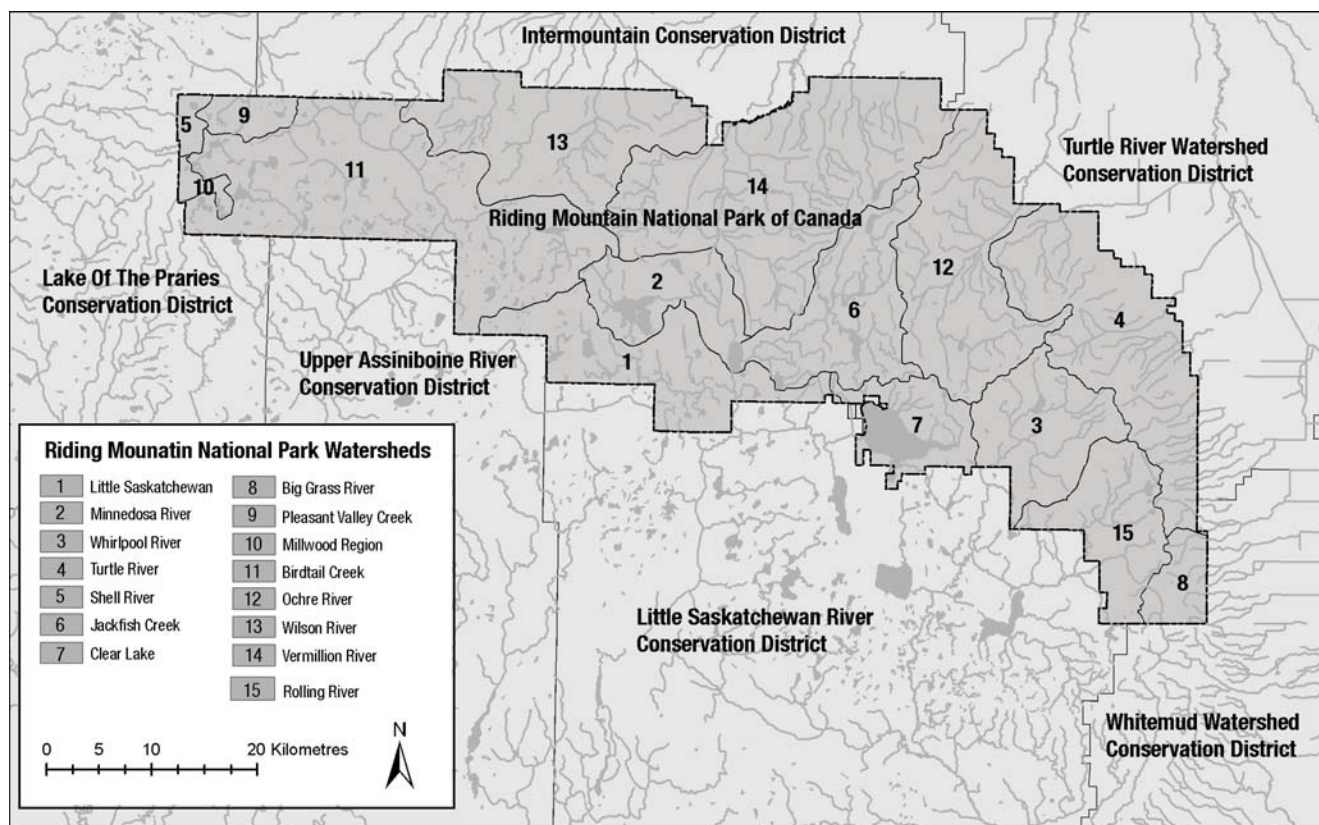 Intermountain Conservation District
5
9
13
Turtle River Watershed
Conservation District
10
11
14
Riding Mountain National Park of Canada
Lake Of The Praries
Conservation District
2
12
6
4
Upper Assiniboine River
Conservation District
1
7
3
15
8
Little Saskatchewan River
Conservation District
Whitemud Watershed
Conservation District
Riding Mounatin National Park Watersheds
1 Little Saskatchewan
2 Minnedosa River
3 Whirlpool River
4 Turtle River
5 Shell River
6 Jackfish Creek
7 Clear Lake
8 Big Grass River
9 Pleasant Valley Creek
10 Millwood Region
11 Birdtail Creek
12 Ochre River
13 Wilson River
14 Vermillion River
15 Rolling River
N
0 5 10 20 Kilometres